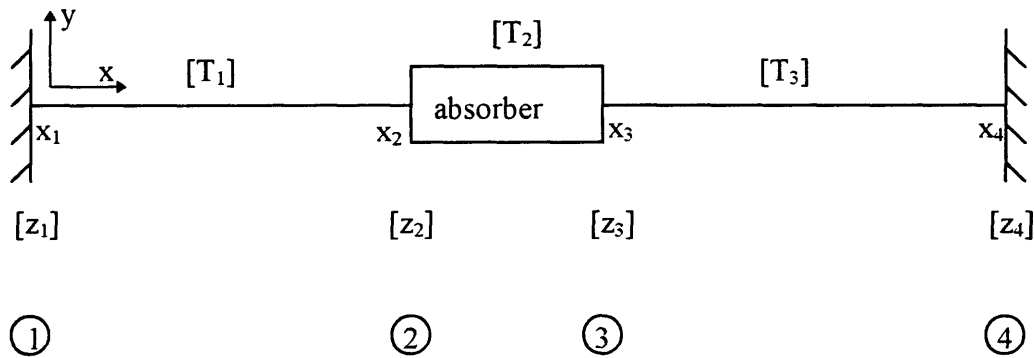 y
[T₂]
x
[T₁]
[T₃]
absorber
x₁
x₂
x₃
x₄
[z₁]
[z₂]
[z₃]
[z₄]
①
②
③
④